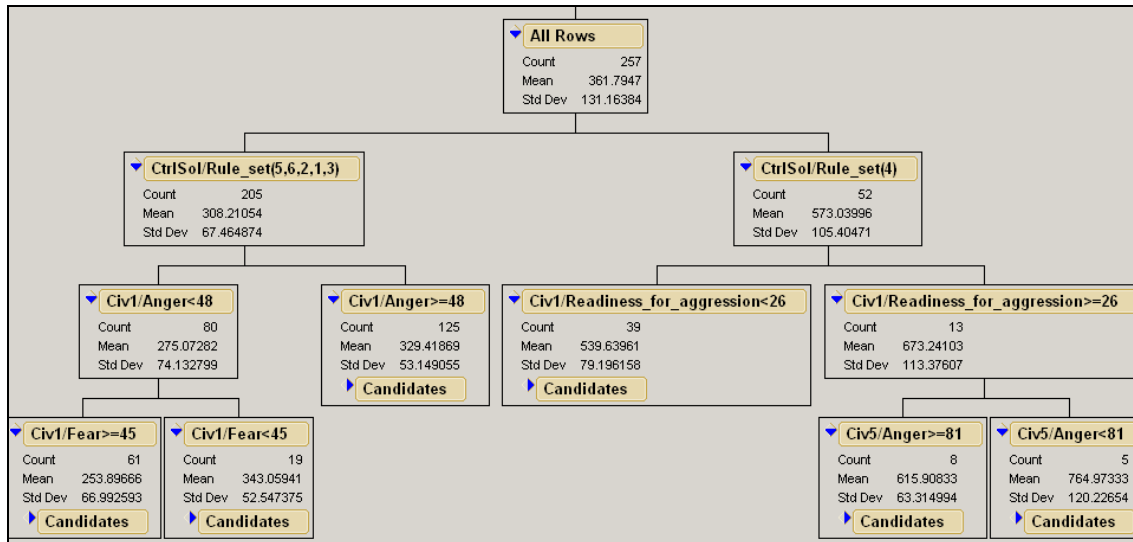 All Rows
Count 257
Mean 361.7947
Std Dev 131.16384
CtrlSol/Rule_set(5,6,2,1,3)
Count 205
Mean 308.21054
Std Dev 67.464874
CtrlSol/Rule_set(4)
Count 52
Mean 573.03996
Std Dev 105.40471
Civ1/Anger<48
Count 80
Mean 275.07282
Std Dev 74.132799
Civ1/Anger>=48
Count 125
Mean 329.41869
Std Dev 53.149055
Candidates
Civ1/Readiness_for_aggression<26
Count 39
Mean 539.63961
Std Dev 79.196158
Candidates
Civ1/Readiness_for_aggression>=26
Count 13
Mean 673.24103
Std Dev 113.37607
Civ1/Fear>=45
Count 61
Mean 253.89666
Std Dev 66.992593
Candidates
Civ1/Fear<45
Count 19
Mean 343.05941
Std Dev 52.547375
Candidates
Civ5/Anger>=81
Count 8
Mean 615.90833
Std Dev 63.314994
Candidates
Civ5/Anger<81
Count 5
Mean 764.97333
Std Dev 120.22654
Candidates